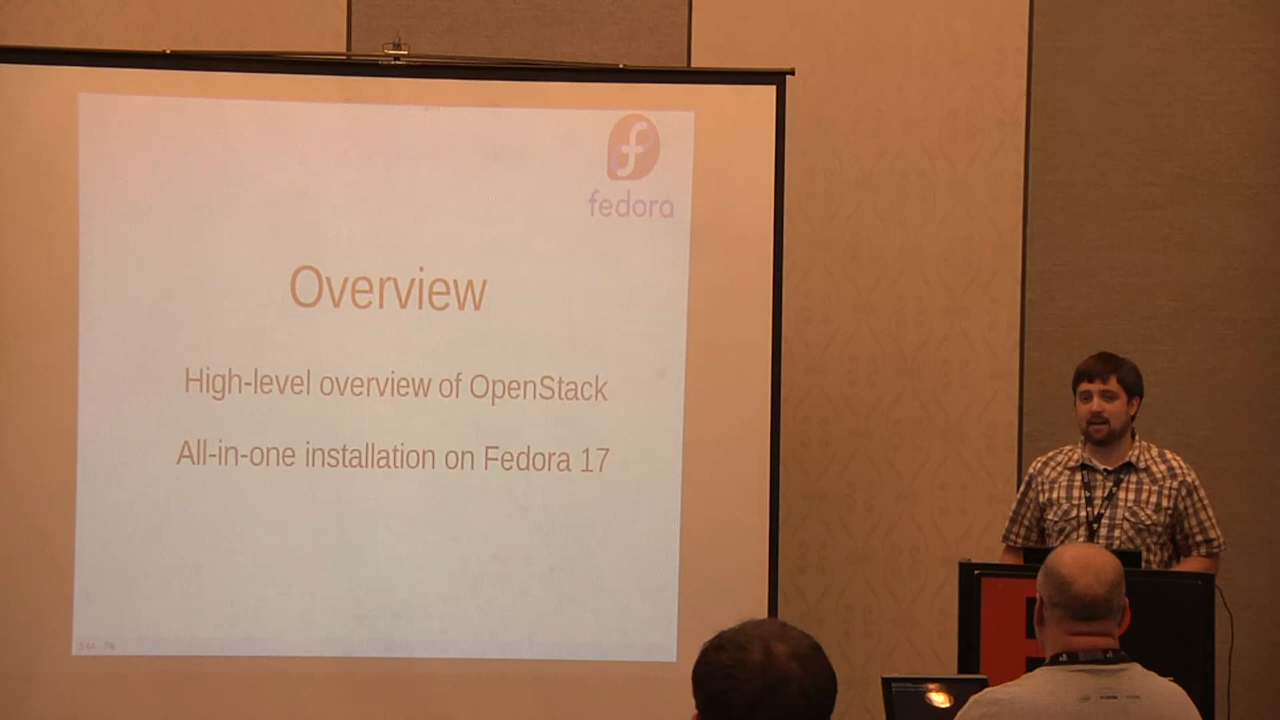 fedora
Overview
High-level overview of OpenStack
All-in-one installation on Fedora 17